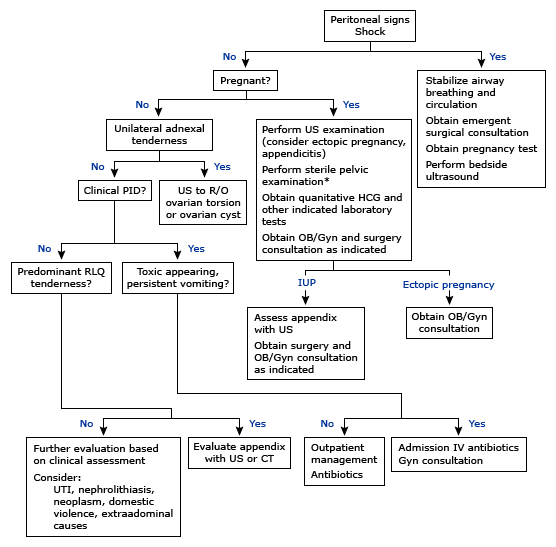 Peritoneal signs
Shock
No
Yes
Pregnant?
Stabilize airway
breathing and
circulation
Obtain emergent
surgical consultation
Obtain pregnancy test
Perform bedside
ultrasound
No
Yes
Unilateral adnexal
tenderness
Perform US examination
(consider ectopic pregnancy,
appendicitis)
Perform sterile pelvic
examination*
Obtain quanitative HCG and
other indicated laboratory
tests
Obtain OB/Gyn and surgery
consultation as indicated
No
Yes
Clinical PID?
US to R/O
ovarian torsion
or ovarian cyst
No
Yes
Predominant RLQ
tenderness?
Toxic appearing,
persistent vomiting?
IUP
Ectopic pregnancy
Assess appendix
with US
Obtain surgery and
OB/Gyn consultation
as indicated
Obtain OB/Gyn
consultation
No
Yes
No
Yes
Further evaluation based
on clinical assessment
Consider:
UTI, nephrolithiasis,
neoplasm, domestic
violence, extraadominal
causes
Evaluate appendix
with US or CT
Outpatient
management
Antibiotics
Admission IV antibiotics
Gyn consultation